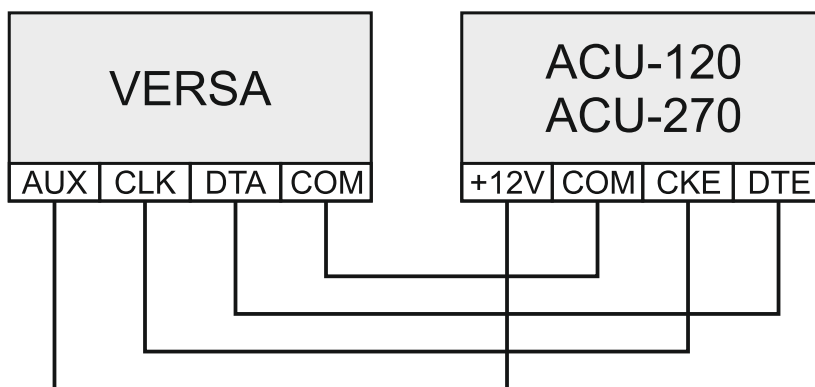 VERSA
ACU-120
ACU-270
AUX CLK DTA COM
+12V COM CKE DTE